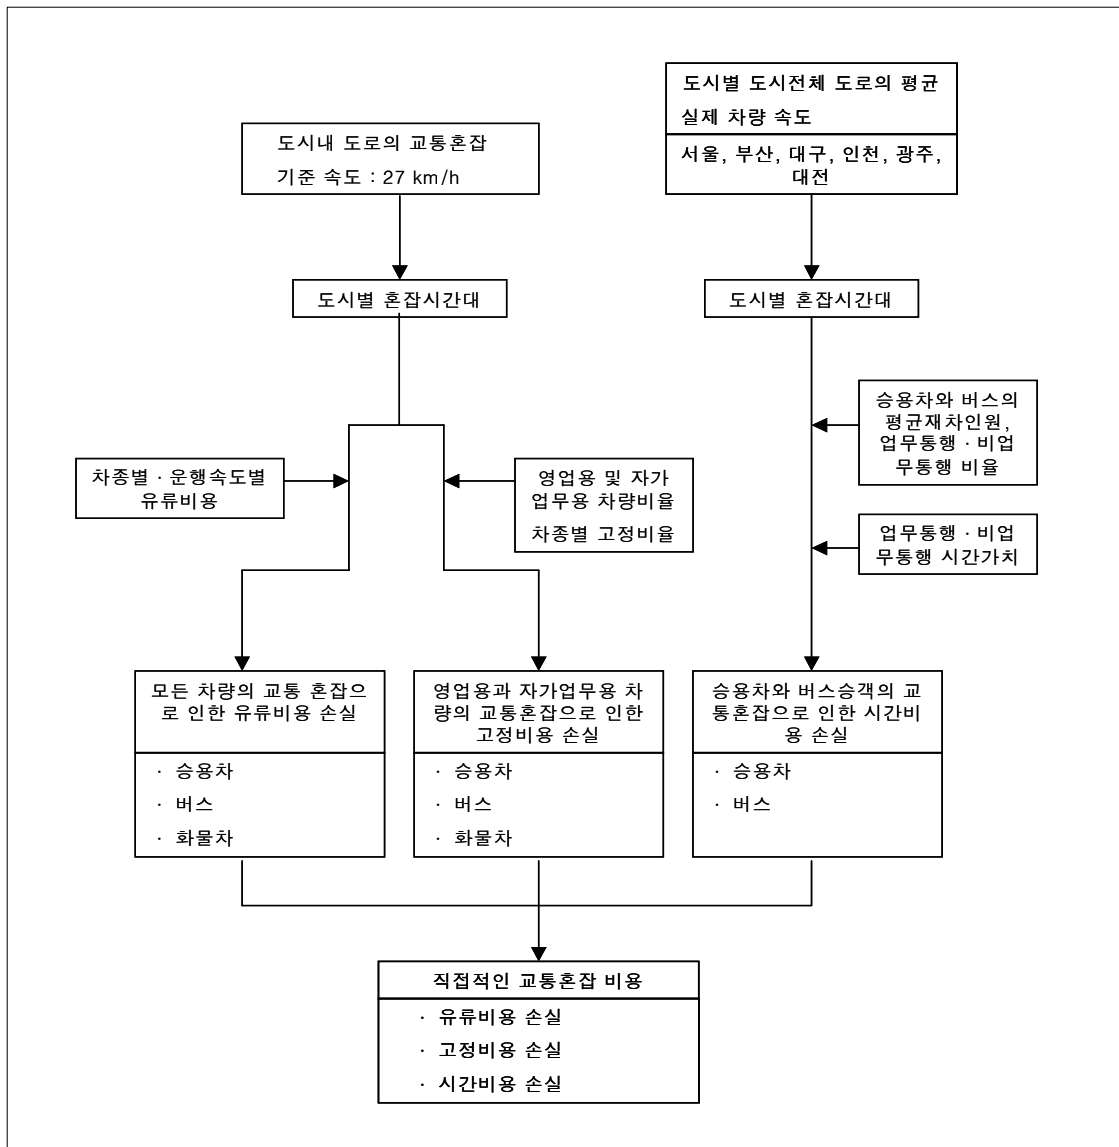 도시별 도시전체 도로의 평균
실제 차량 속도
서울, 부산, 대구, 인천, 광주,
대전
도시내 도로의 교통혼잡
기준 속도 : 27 km/h
도시별 혼잡시간대
도시별 혼잡시간대
승용차와 버스의
평균재차인원,
업무통행 · 비업
무통행 비율
차종별 · 운행속도별
유류비용
영업용 및 자가
업무용 차량비율
차종별 고정비율
업무통행 · 비업
무통행 시간가치
모든 차량의 교통 혼잡으
로 인한 유류비용 손실
· 승용차
· 버스
· 화물차
영업용과 자가업무용 차
량의 교통혼잡으로 인한
고정비용 손실
· 승용차
· 버스
· 화물차
승용차와 버스승객의 교
통혼잡으로 인한 시간비
용 손실
· 승용차
· 버스
직접적인 교통혼잡 비용
· 유류비용 손실
· 고정비용 손실
· 시간비용 손실